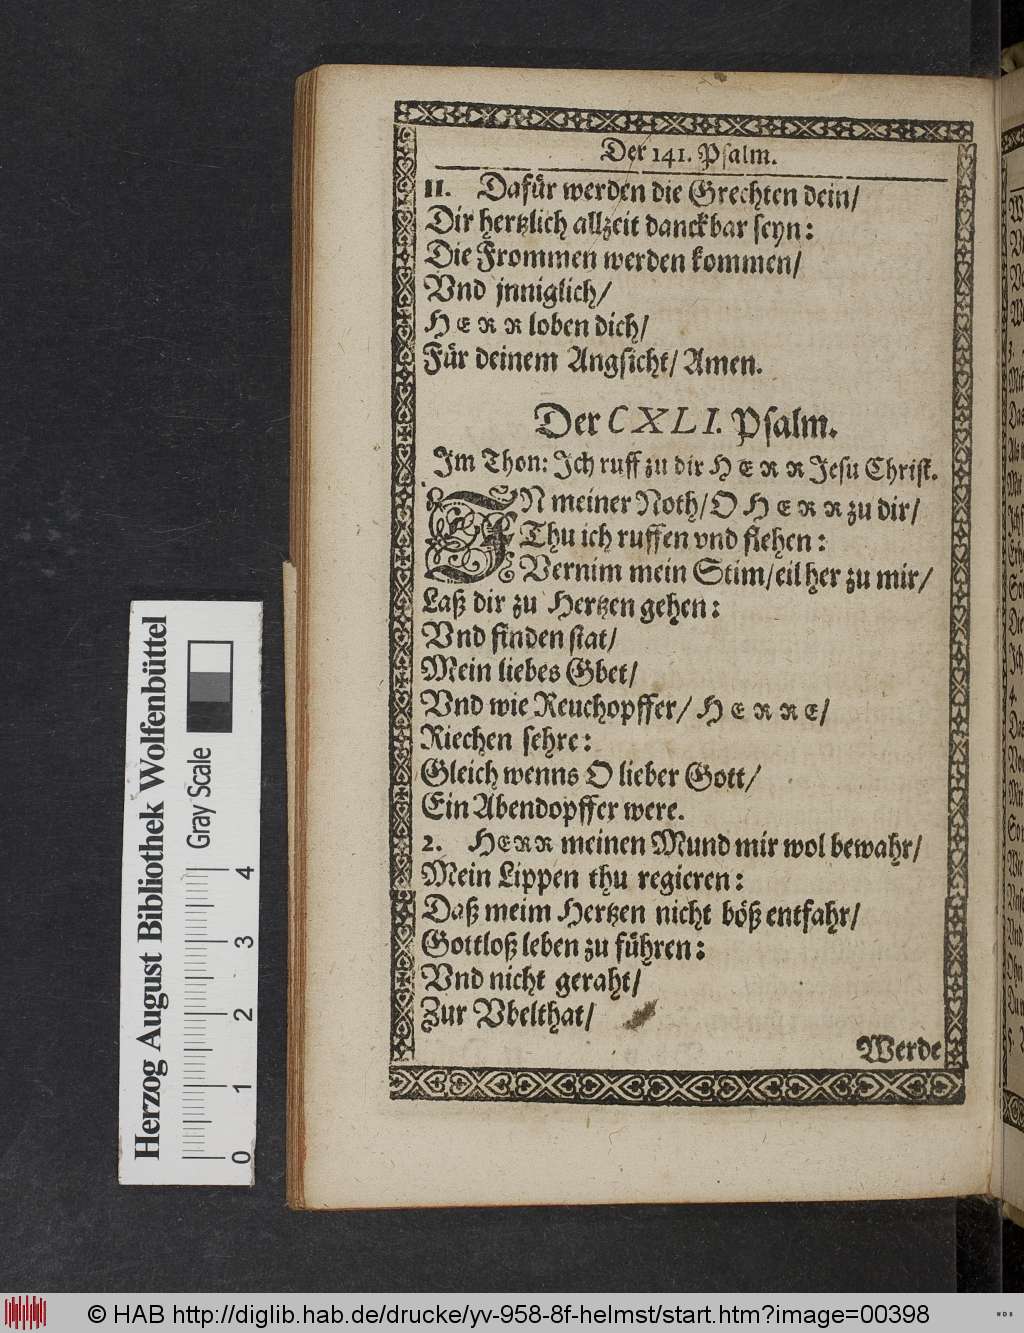 Der 141. Psalm.
11. Dafür werden die Grechten dein/
Dir hertzlich allzeit danckbar seyn:
Die Frommen werden kommen/
Vnd jnniglich/
HERR loben dich/
Für deinem Angsicht/ Amen.
Der CXLI. Psalm.
Im Thon: Ich ruff zu dir HERR Jesu Christ.
IN meiner Noth/ O HERR zu dir/
Thu ich ruffen vnd flehen:
Vernim mein Stim/ eil her zu mir/
Laß dir zu Hertzen gehen:
Vnd finden stat/
Mein liebes Gbet/
Vnd wie Reuchopffer/ HERRE/
Riechen sehre:
Gleich wenns O lieber Gott/
Ein Abendopffer were.
2. HERR meinen Mund mir wol bewahr/
Mein Lippen thu regieren:
Daß meim Hertzen nicht böß entfahr/
Gottloß leben zu führen:
Vnd nicht geraht/
Zur Vbelthat/
Werde
Herzog August Bibliothek Wolfenbüttel
Gray Scale
0 1 2 3 4
© HAB http://diglib.hab.de/drucke/yv-958-8f-helmst/start.htm?image=00398